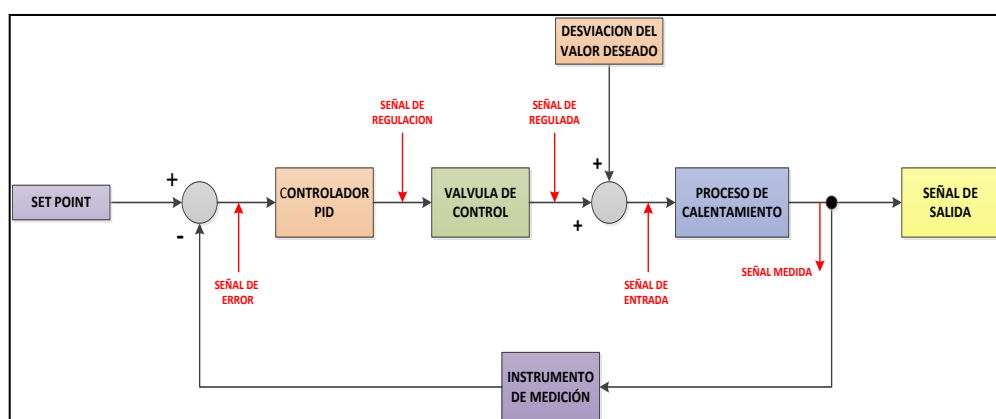 DESVIACION DEL
VALOR DESEADO
SEÑAL DE
REGULACION
SEÑAL DE
REGULADA
+
+
SET POINT
CONTROLADOR
PID
VALVULA DE
CONTROL
PROCESO DE
CALENTAMIENTO
SEÑAL DE
SALIDA
-
+
SEÑAL DE
ERROR
SEÑAL DE
ENTRADA
SEÑAL MEDIDA
INSTRUMENTO
DE MEDICIÓN